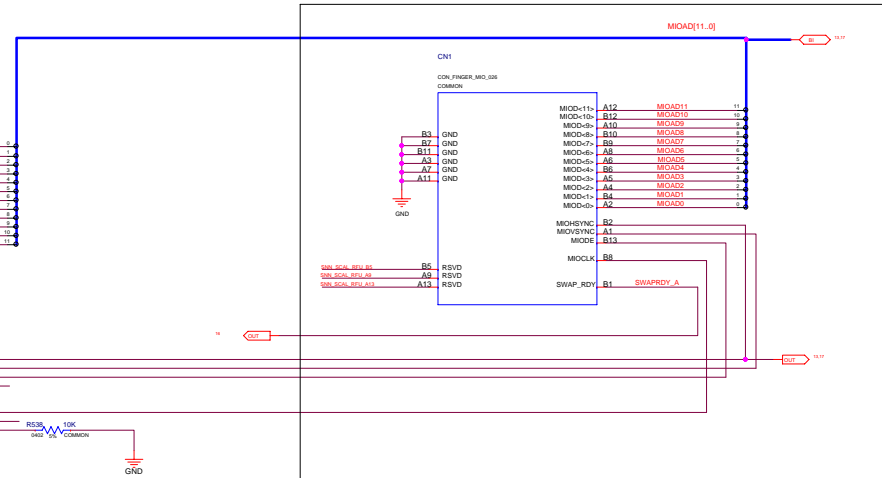 MIOAD[11..0]
BI
13,17
CN1
CON_FINGER_MIO_026
COMMON
MIOD<11> A12 MIOAD11 11
MIOD<10> B12 MIOAD10 10
MIOD<9> A10 MIOAD9 9
MIOD<8> B10 MIOAD8 8
B3 GND
MIOD<7> B9 MIOAD7 7
B7 GND
MIOD<6> A8 MIOAD6 6
B11 GND
MIOD<5> A6 MIOAD5 5
A3 GND
MIOD<4> B6 MIOAD4 4
A7 GND
MIOD<3> A5 MIOAD3 3
A11 GND
MIOD<2> A4 MIOAD2 2
MIOD<1> B4 MIOAD1 1
MIOD<0> A2 MIOAD0 0
GND
0
1
2
3
4
5
6
7
8
9
10
11
MIOHSYNC B2
MIOVSYNC A1
MIODE B13
MIOCLK B8
SNN_SCAL_RFU_B5 B5 RSVD
SNN_SCAL_RFU_A9 A9 RSVD
SNN_SCAL_RFU_A13 A13 RSVD
SWAP_RDY B1 SWAPRDY_A
OUT
OUT
13,17
R538 10K
0402 5% COMMON
GND